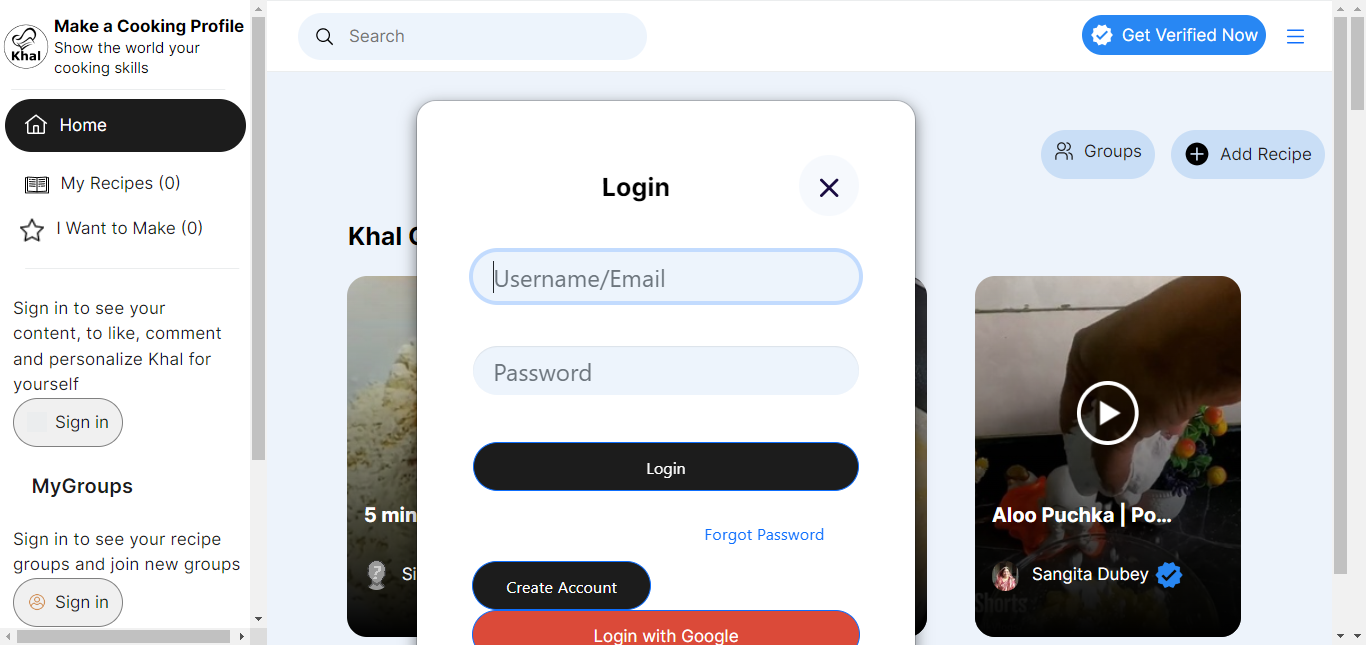 Khal
Make a Cooking Profile
Show the world your
cooking skills
Home
My Recipes (0)
I Want to Make (0)
Sign in to see your
content, to like, comment
and personalize Khal for
yourself
Sign in
MyGroups
Sign in to see your recipe
groups and join new groups
Sign in
Search
Get Verified Now
Groups
Add Recipe
Khal
5 min
Login
Username/Email
Password
Login
Forgot Password
Create Account
Login with Google
Aloo Puchka | Po...
Sangita Dubey
Shorts